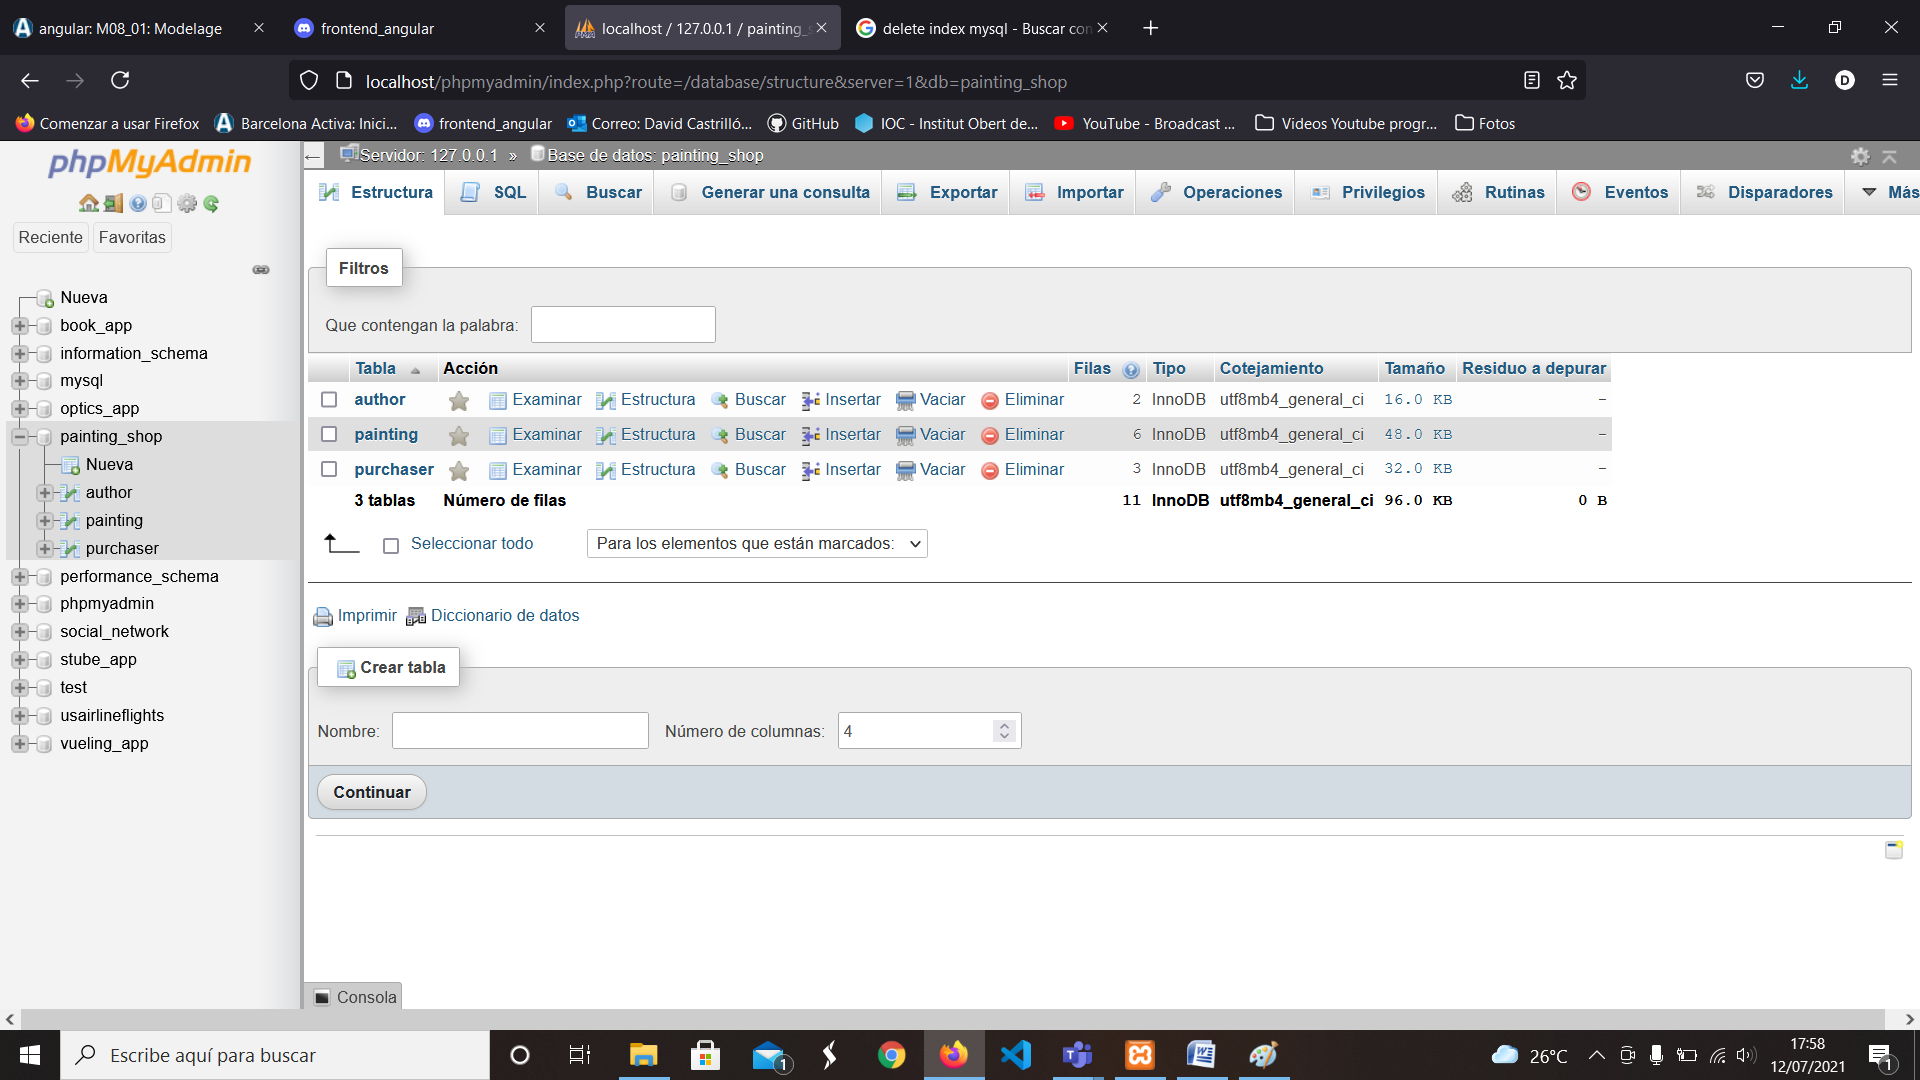 angular: M08_01: Modelage
frontend_angular
localhost / 127.0.0.1 / painting_s
delete index mysql - Buscar con
localhost/phpmyadmin/index.php?route=/database/structure&server=1&db=painting_shop
D
Comenzar a usar Firefox
Barcelona Activa: Inici...
frontend_angular
Correo: David Castrilló...
GitHub
IOC - Institut Obert de...
YouTube - Broadcast ...
Videos Youtube progr...
Fotos
phpMyAdmin
Reciente
Favoritas
Nueva
book_app
information_schema
mysql
optics_app
painting_shop
Nueva
author
painting
purchaser
performance_schema
phpmyadmin
social_network
stube_app
test
usairlineflights
vueling_app
Servidor: 127.0.0.1 » Base de datos: painting_shop
Estructura
SQL
Buscar
Generar una consulta
Exportar
Importar
Operaciones
Privilegios
Rutinas
Eventos
Disparadores
Más
Filtros
Que contengan la palabra:
Tabla Acción Filas Tipo Cotejamiento Tamaño Residuo a depurar
author Examinar Estructura Buscar Insertar Vaciar Eliminar 2 InnoDB utf8mb4_general_ci 16.0 KB -
painting Examinar Estructura Buscar Insertar Vaciar Eliminar 6 InnoDB utf8mb4_general_ci 48.0 KB -
purchaser Examinar Estructura Buscar Insertar Vaciar Eliminar 3 InnoDB utf8mb4_general_ci 32.0 KB -
3 tablas Número de filas 11 InnoDB utf8mb4_general_ci 96.0 KB 0 B
Seleccionar todo
Para los elementos que están marcados:
Imprimir Diccionario de datos
Crear tabla
Nombre:
Número de columnas: 4
Continuar
Consola
Escribe aquí para buscar
1
26°C
17:58
12/07/2021
1